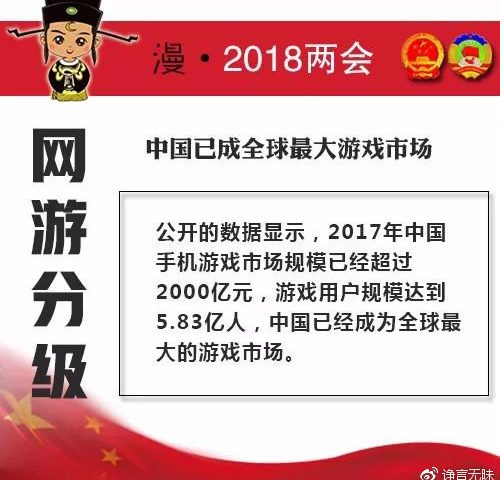 漫·2018两会
网游分级
中国已成全球最大游戏市场
公开的数据显示，2017年中国
手机游戏市场规模已经超过
2000亿元，游戏用户规模达到
5.83亿人，中国已经成为全球最
大的游戏市场。
诤言无昧